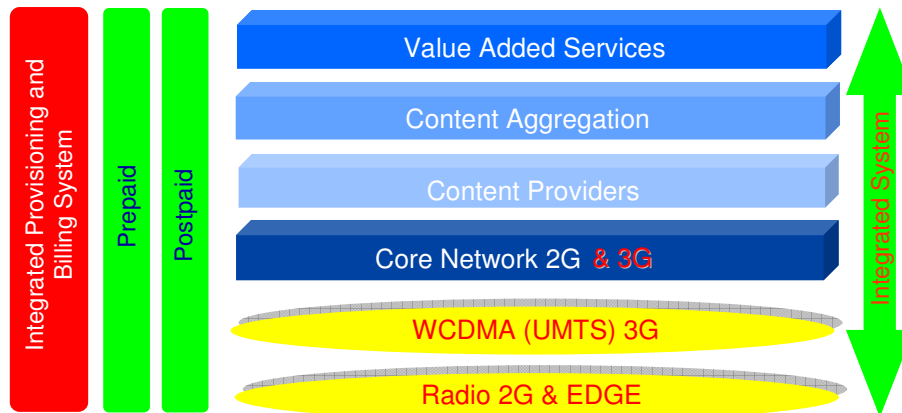 Integrated Provisioning and
Billing System
Prepaid
Postpaid
Value Added Services
Content Aggregation
Content Providers
Core Network 2G & 3G
WCDMA (UMTS) 3G
Radio 2G & EDGE
Integrated System